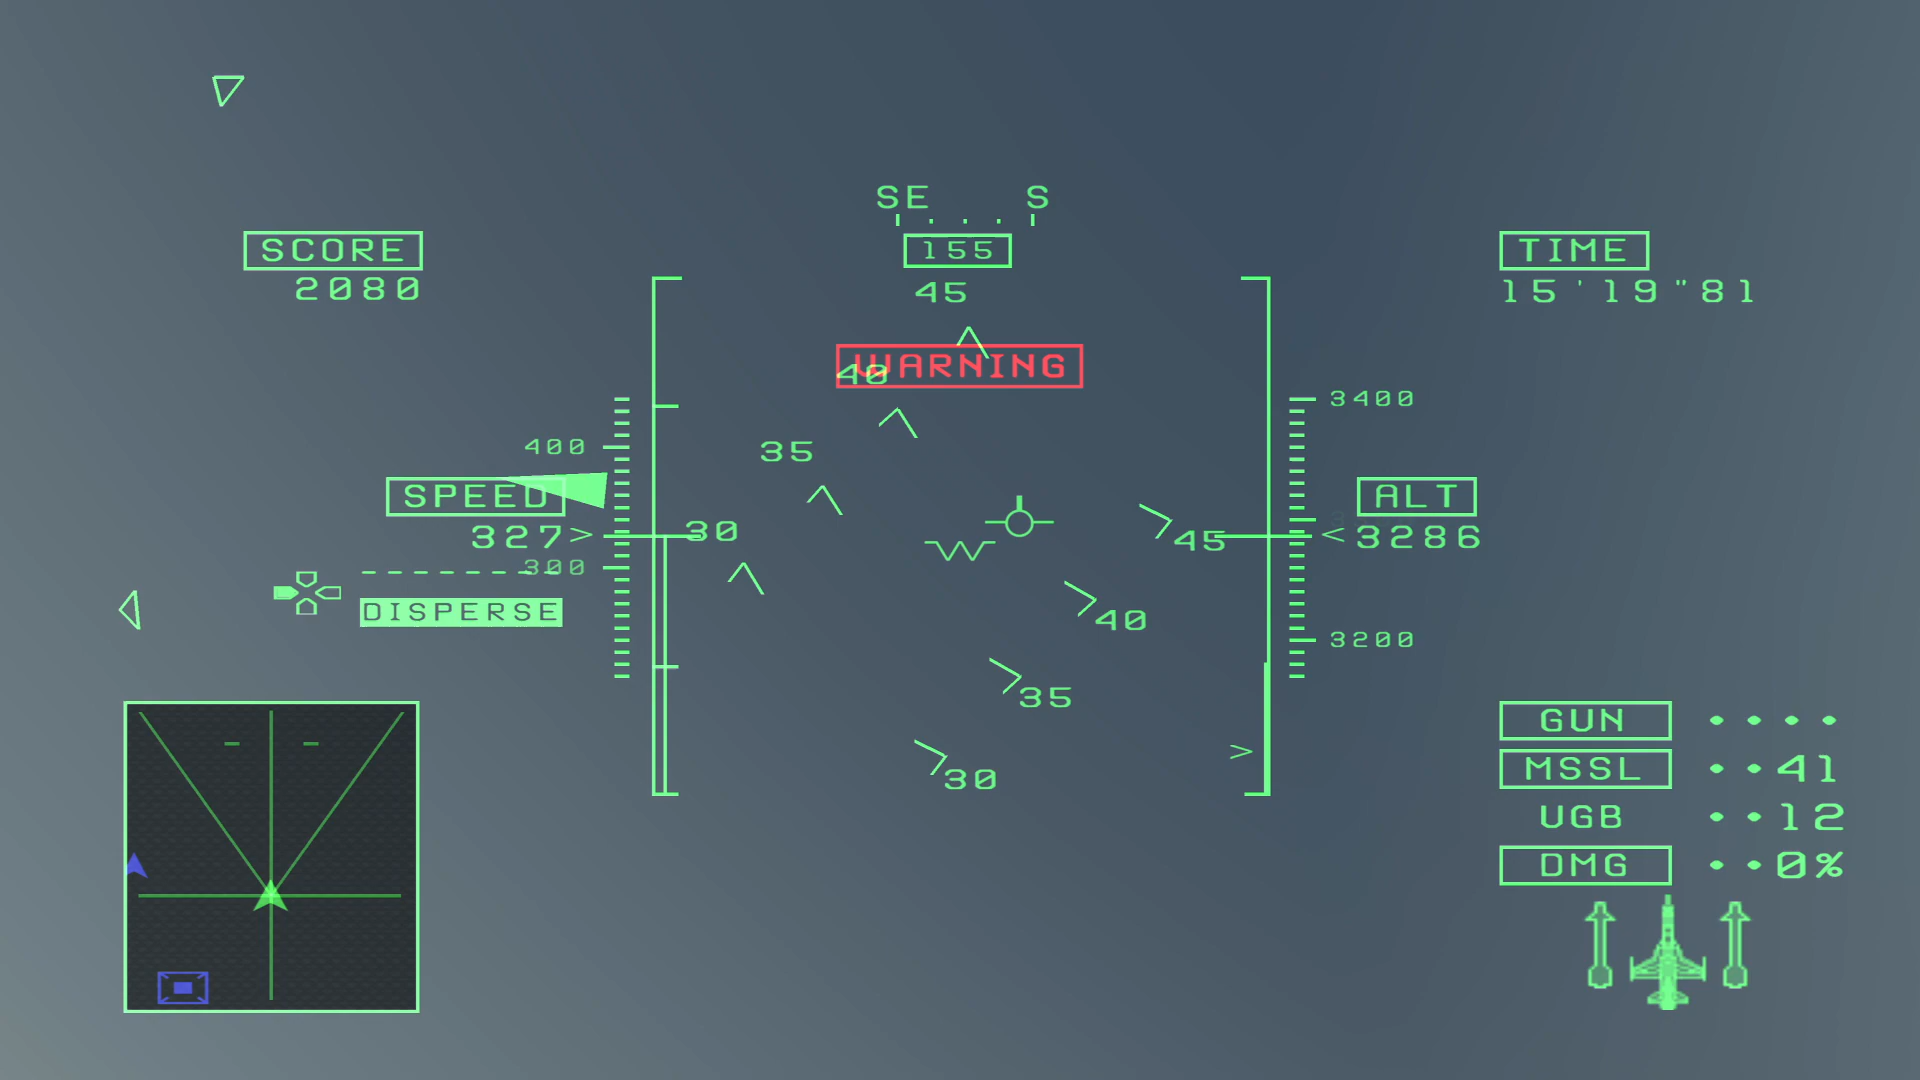 SE S
155
SCORE
2080
TIME
15'19"81
45
WARNING
40
35
30
400
SPEED
327>
300
DISPERSE
3400
ALT
<3286
3200
45
40
35
30
>
GUN
MSSL 41
UGB 12
DMG 0%